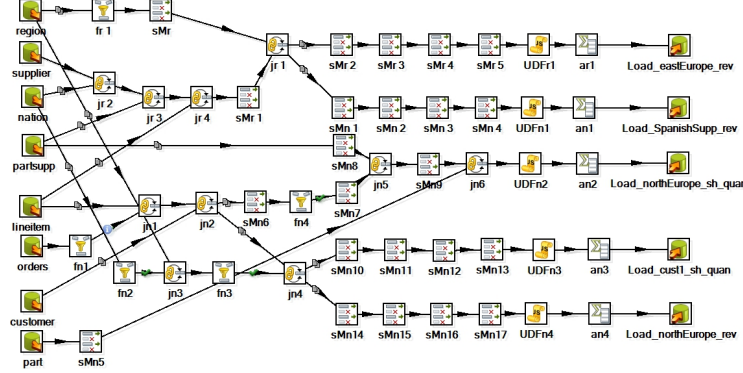 region
fr 1
sMr
jr 1
sMr 2
sMr 3
sMr 4
sMr 5
UDFr1
ar1
Load_eastEurope_rev
supplier
jr 2
jr 3
jr 4
sMr 1
nation
sMn 1
sMn 2
sMn 3
sMn 4
UDFn1
an1
Load_SpanishSupp_rev
partsupp
sMn8
jn5
sMn9
jn6
UDFn2
an2
Load_northEurope_sh_quan
lineitem
jn1
jn2
sMn6
fn4
sMn7
orders
fn1
fn2
jn3
fn3
jn4
sMn10
sMn11
sMn12
sMn13
UDFn3
an3
Load_cust1_sh_quan
customer
sMn14
sMn15
sMn16
sMn17
UDFn4
an4
Load_northEurope_rev
part
sMn5